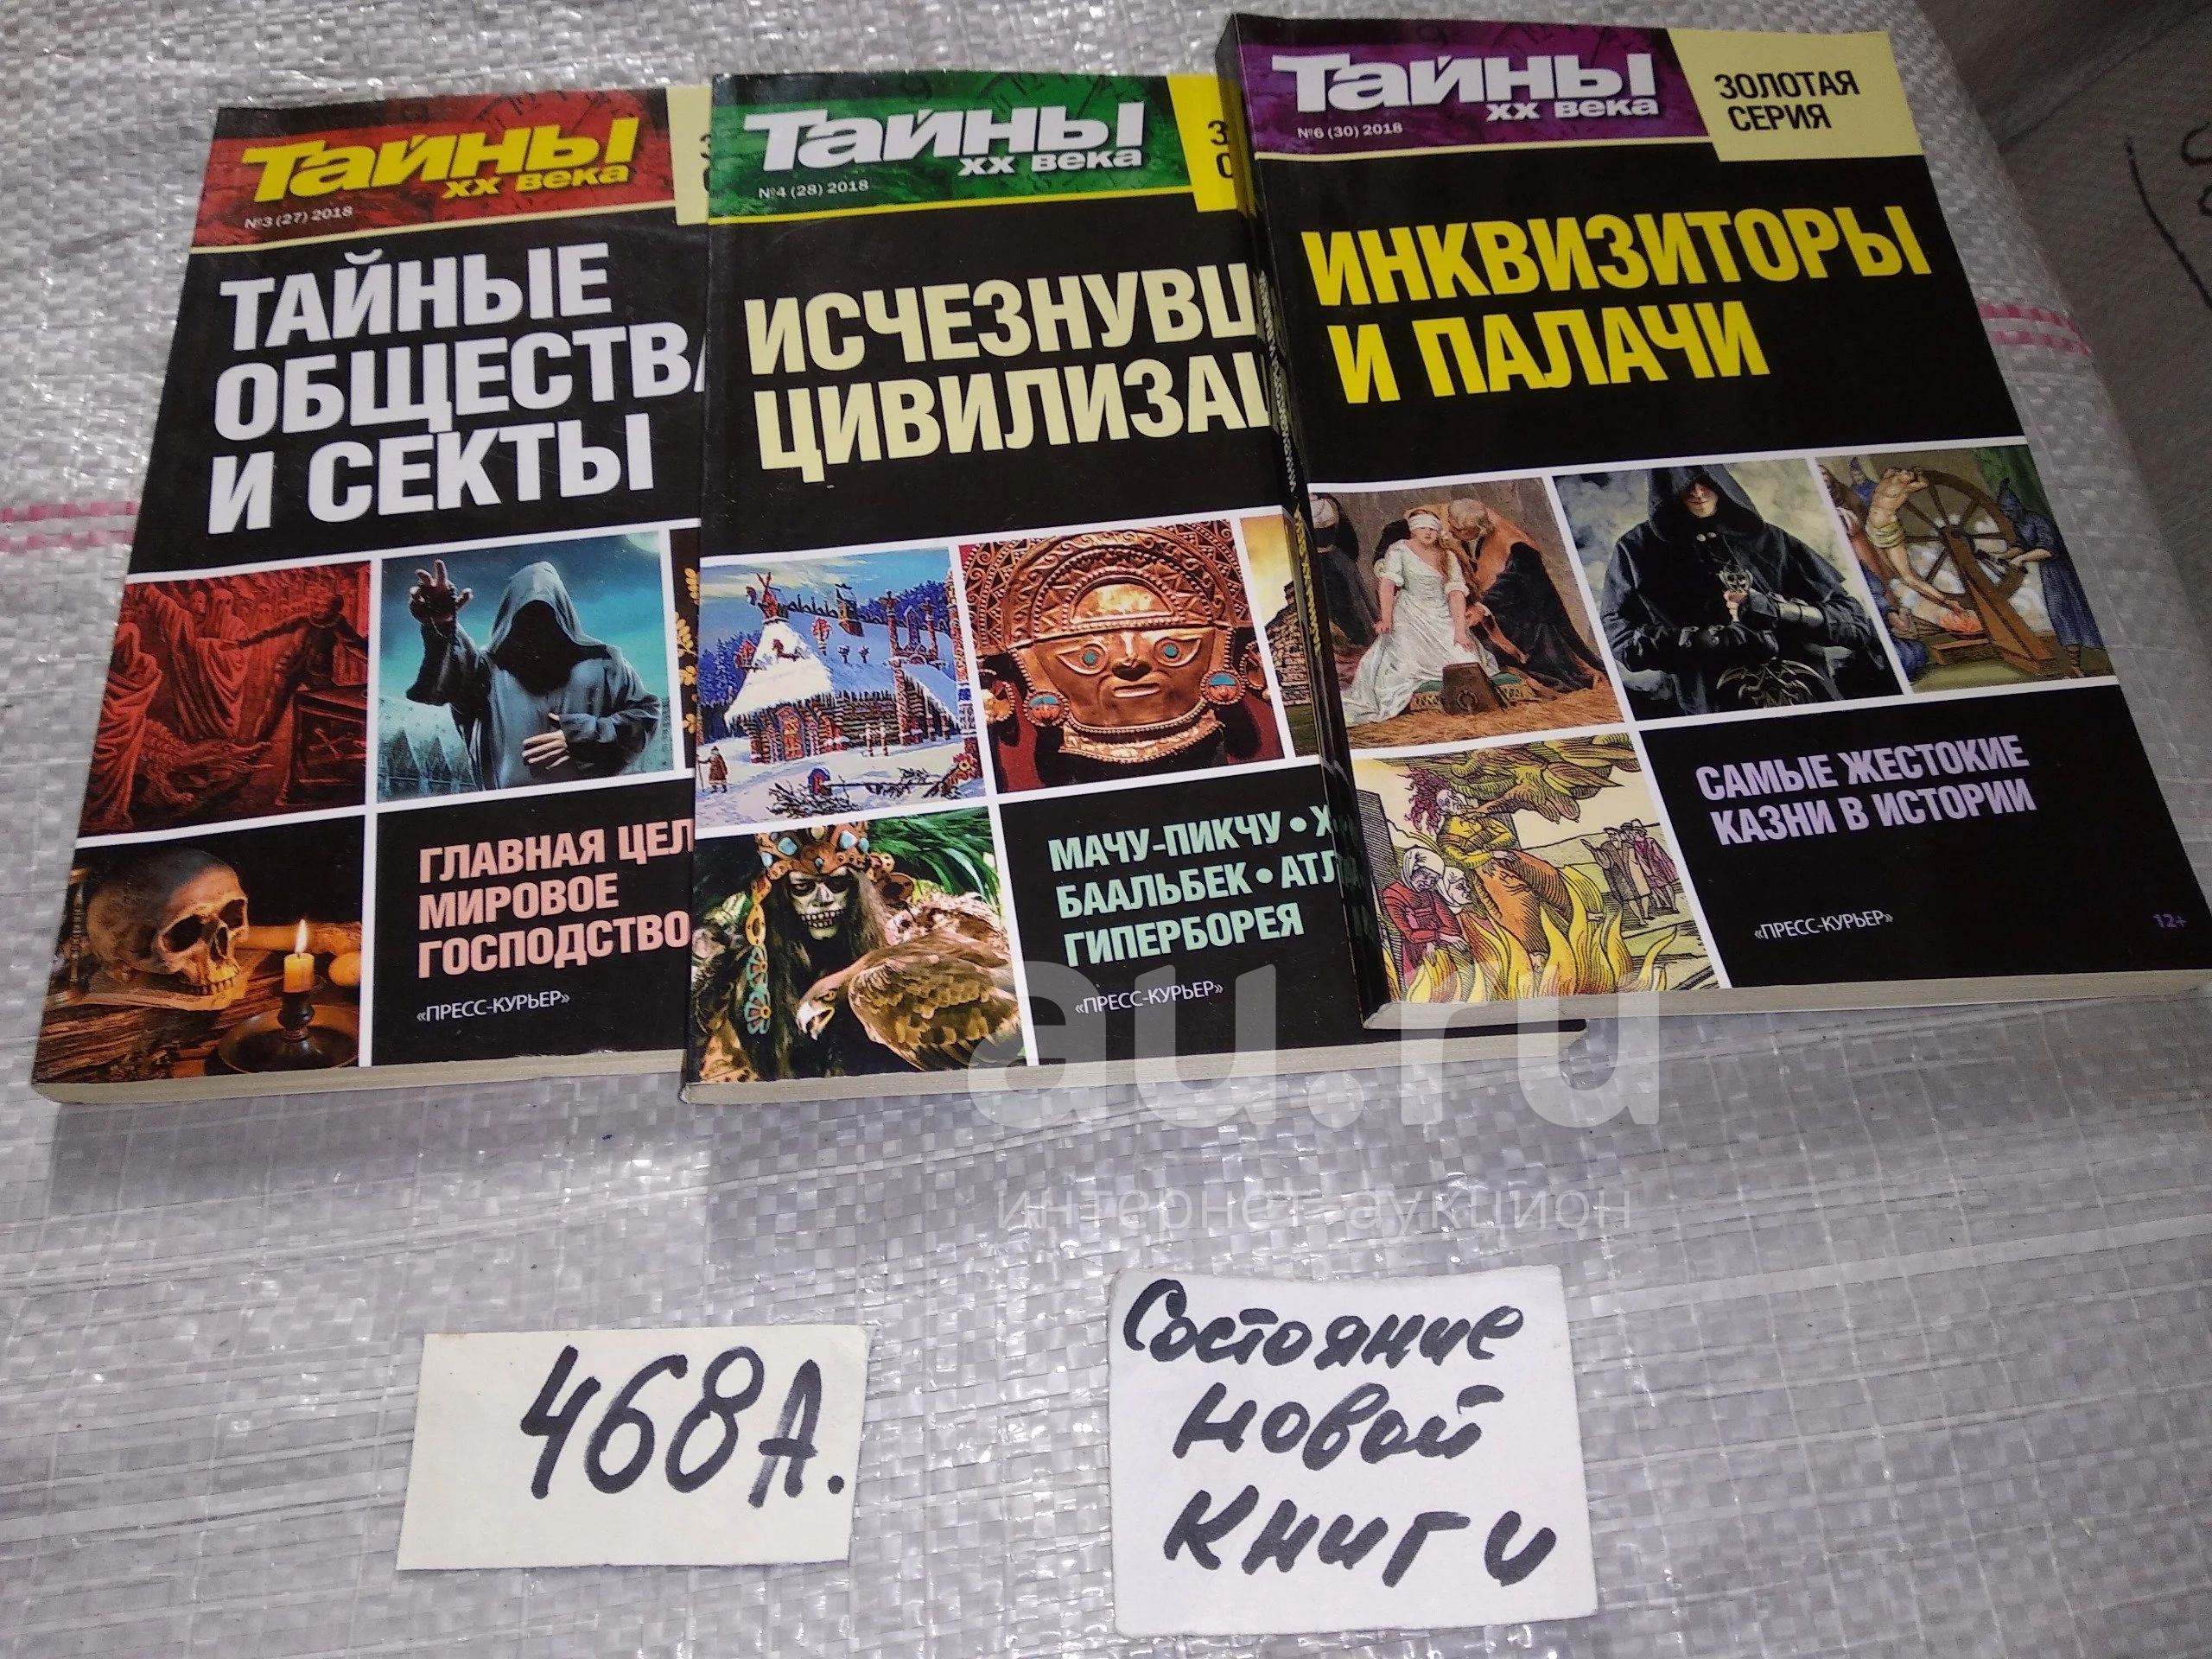 Тайны
XX века
№3 (27) 2018
ТАЙНЫЕ
ОБЩЕСТВА
И СЕКТЫ
ГЛАВНАЯ ЦЕЛ
МИРОВОЕ
ГОСПОДСТВО
«ПРЕСС-КУРЬЕР»
Тайны
XX века
№4 (28) 2018
ИСЧЕЗНУВШ
ЦИВИЛИЗАЦ
МАЧУ-ПИКЧУ •
БААЛЬБЕК • АТЛ
ГИПЕРБОРЕЯ
«ПРЕСС-КУРЬЕР»
Тайны
XX века
№6 (30) 2018
ЗОЛОТАЯ
СЕРИЯ
ИНКВИЗИТОРЫ
И ПАЛАЧИ
САМЫЕ ЖЕСТОКИЕ
КАЗНИ В ИСТОРИИ
«ПРЕСС-КУРЬЕР»
12+
au.ru
интернет-аукцион
468А.
Состояние
новой
книги